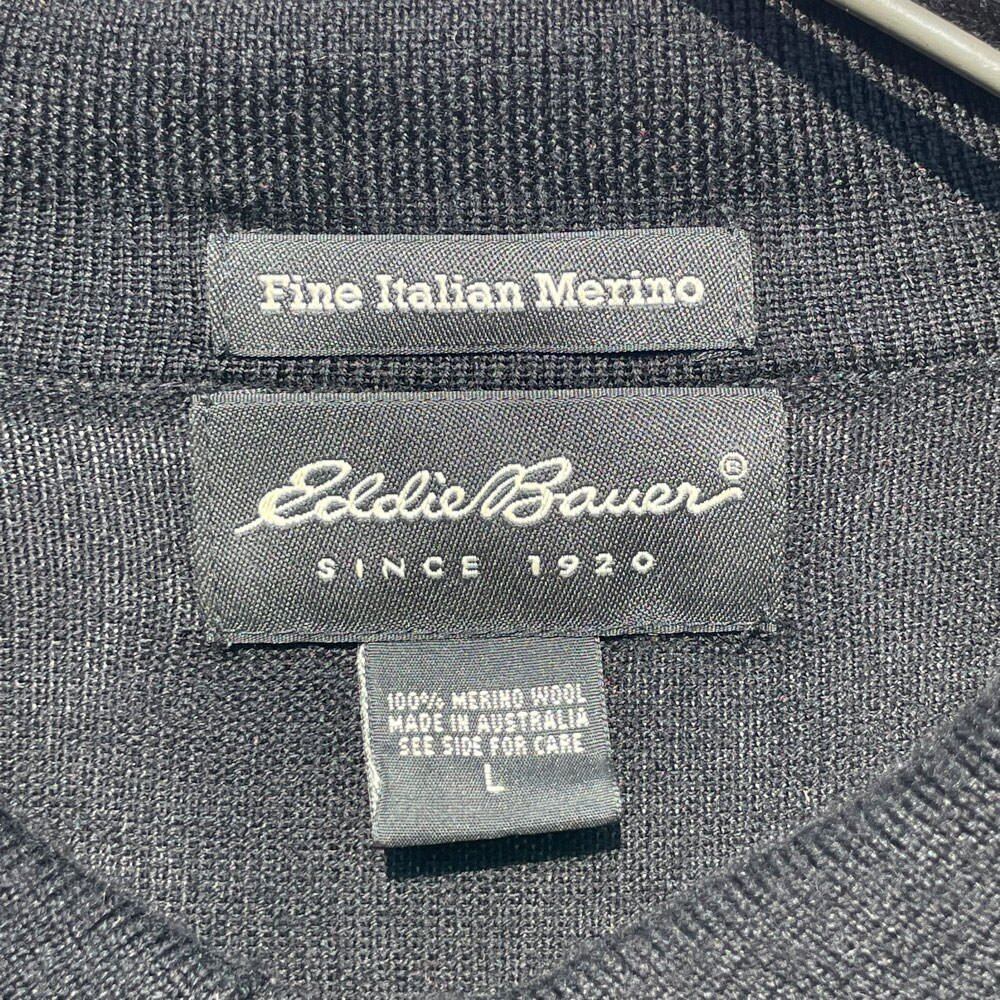 Fine Italian Merino
Eddie Bauer®
SINCE 1920
100% MERINO WOOL
MADE IN AUSTRALIA
SEE SIDE FOR CARE
L